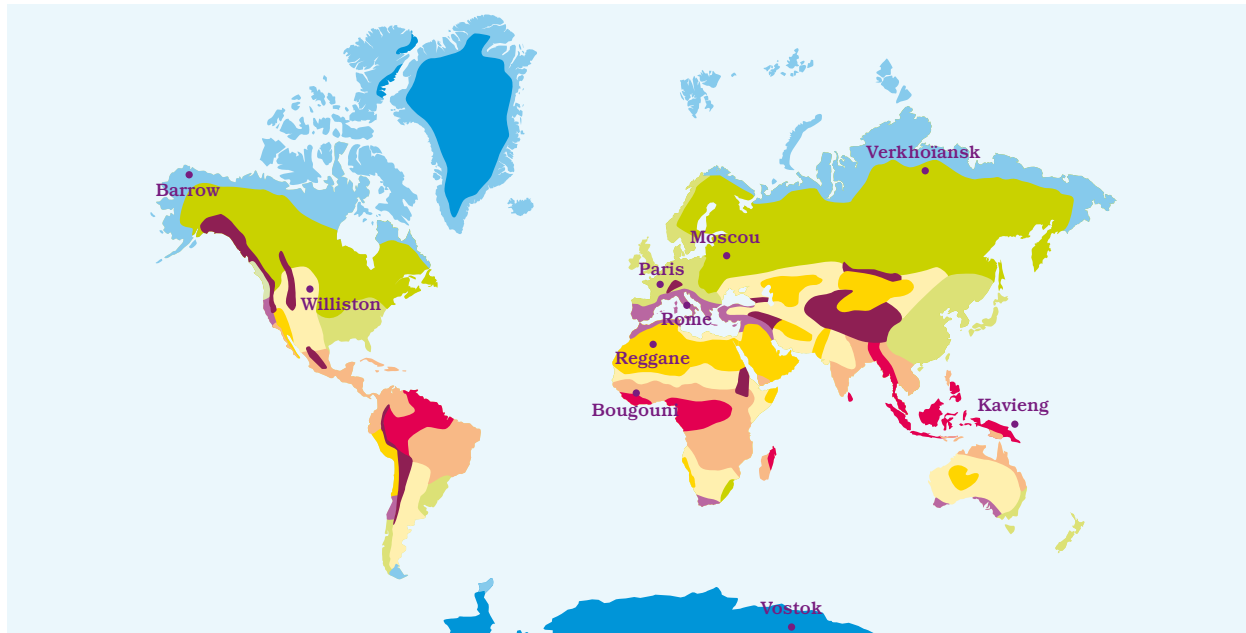 Verkhoïansk
Barrow
Moscou
Paris
Williston
Rome
Reggane
Bougouni
Kavieng
Vostok